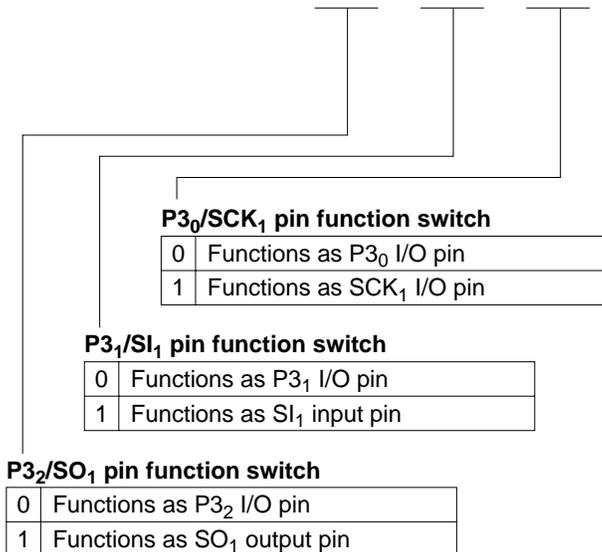 P3₀/SCK₁ pin function switch
0 Functions as P3₀ I/O pin
1 Functions as SCK₁ I/O pin
P3₁/SI₁ pin function switch
0 Functions as P3₁ I/O pin
1 Functions as SI₁ input pin
P3₂/SO₁ pin function switch
0 Functions as P3₂ I/O pin
1 Functions as SO₁ output pin